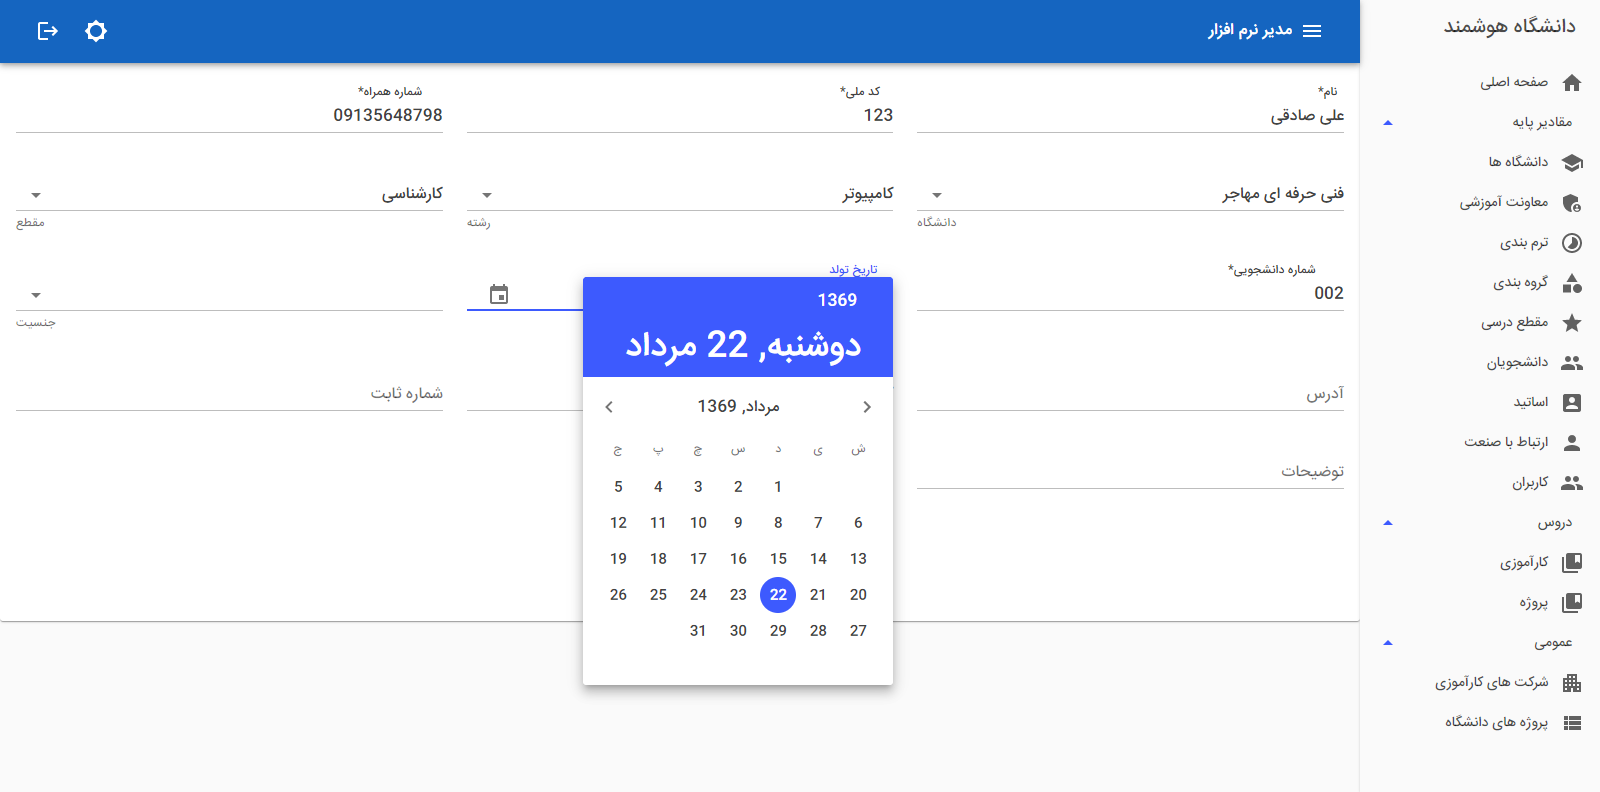 دانشگاه هوشمند
صفحه اصلی
مقادیر پایه
دانشگاه ها
معاونت آموزشی
ترم بندی
گروه بندی
مقطع درسی
دانشجویان
اساتید
ارتباط با صنعت
کاربران
دروس
کارآموزی
پروژه
عمومی
شرکت های کارآموزی
پروژه های دانشگاه
مدیر نرم افزار
نام*
علی صادقی
کد ملی*
123
شماره همراه*
09135648798
فنی حرفه ای مهاجر
دانشگاه
کامپیوتر
رشته
کارشناسی
مقطع
شماره دانشجویی*
002
تاریخ تولد
جنسیت
آدرس
شماره ثابت
توضیحات
1369
دوشنبه, 22 مرداد
مرداد, 1369
ش ی د س چ پ ج
1 2 3 4 5
6 7 8 9 10 11 12
13 14 15 16 17 18 19
20 21 22 23 24 25 26
27 28 29 30 31